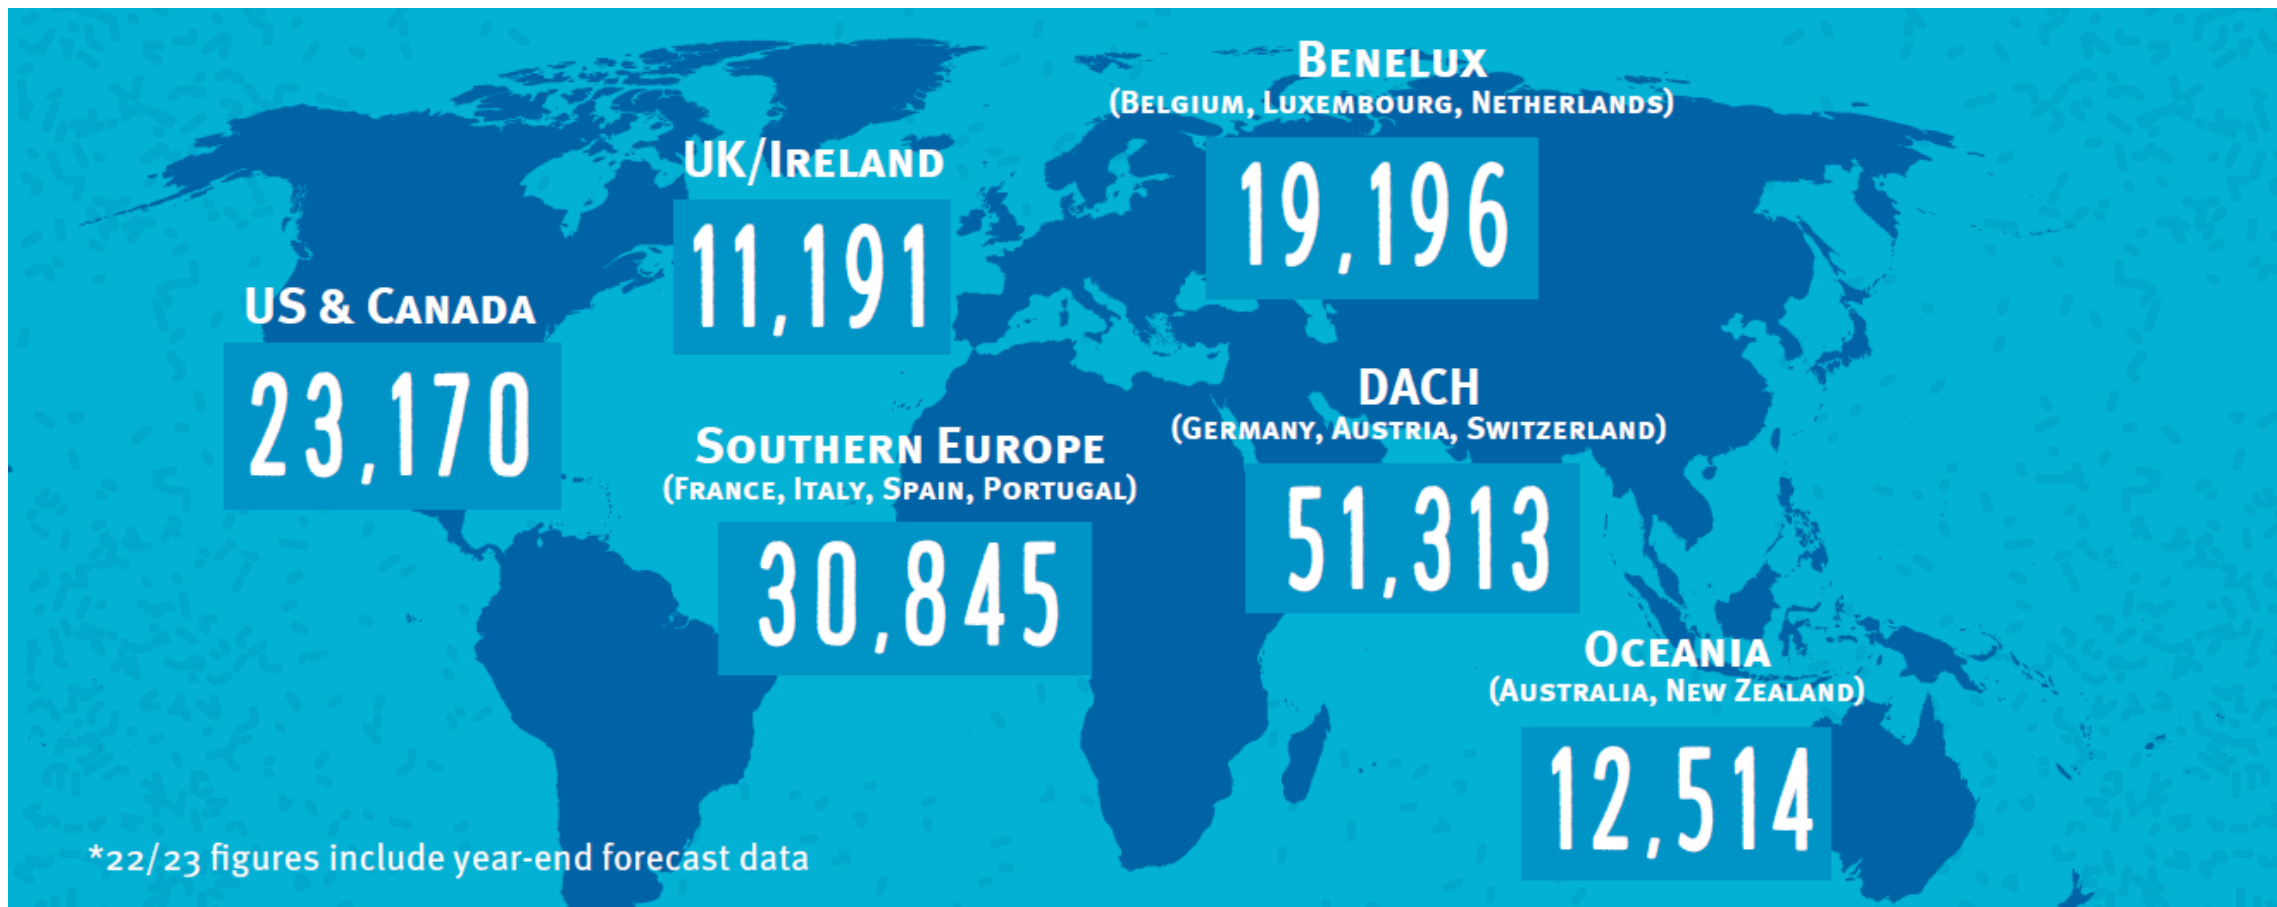 BENELUX
(BELGIUM, LUXEMBOURG, NETHERLANDS)
19,196
UK/IRELAND
11,191
US & CANADA
23,170
SOUTHERN EUROPE
(FRANCE, ITALY, SPAIN, PORTUGAL)
30,845
DACH
(GERMANY, AUSTRIA, SWITZERLAND)
51,313
OCEANIA
(AUSTRALIA, NEW ZEALAND)
12,514
*22/23 figures include year-end forecast data